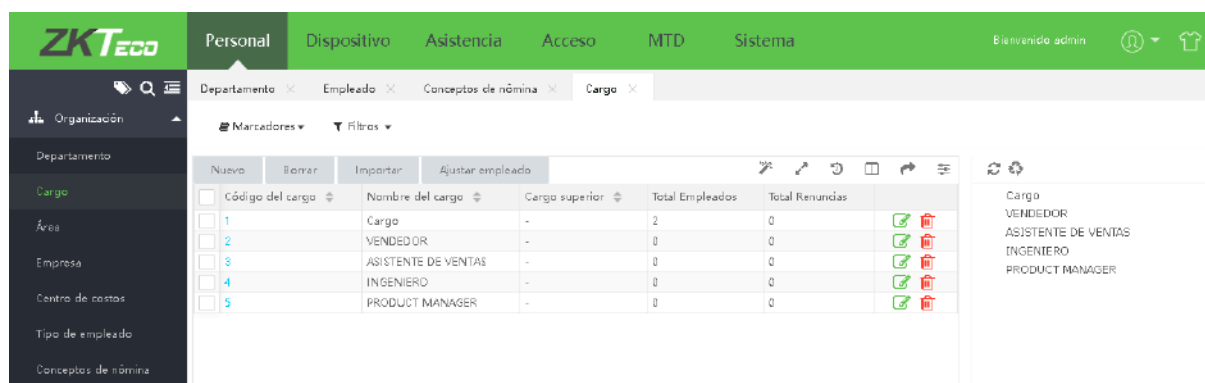 ZKTeco
Personal Dispositivo Asistencia Acceso MTD Sistema
Bienvenido admin
Departamento Empleado Conceptos de nómina Cargo
Organización
Departamento
Cargo
Área
Empresa
Centro de costos
Tipo de empleado
Conceptos de nómina
Marcadores Filtros
Nuevo Borrar Importar Ajustar empleado
Código del cargo Nombre del cargo Cargo superior Total Empleados Total Renuncias
1 Cargo - 2 0
2 VENDEDOR - 0 0
3 ASISTENTE DE VENTAS - 0 0
4 INGENIERO - 0 0
5 PRODUCT MANAGER - 0 0
Cargo
VENDEDOR
ASISTENTE DE VENTAS
INGENIERO
PRODUCT MANAGER